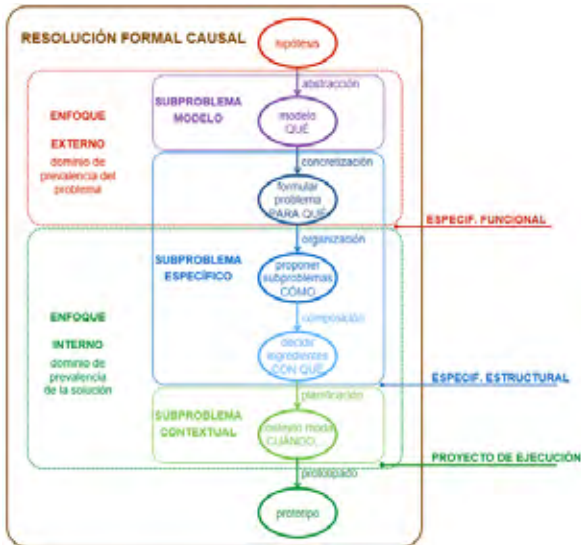 RESOLUCIÓN FORMAL CAUSAL
hipótesis
abstracción
SUBPROBLEMA
MODELO
modelo
QUÉ
ENFOQUE
EXTERNO
dominio de
prevalencia del
problema
concretización
formular
problema
PARA QUÉ
ESPECIF. FUNCIONAL
organización
SUBPROBLEMA
ESPECÍFICO
proponer
subproblemas
CÓMO
composición
ENFOQUE
INTERNO
dominio de
prevalencia
de la solución
decidir
ingredientes
CON QUÉ
ESPECIF. ESTRUCTURAL
planificación
SUBPROBLEMA
CONTEXTUAL
CUÁNDO...
PROYECTO DE EJECUCIÓN
prototipado
prototipo